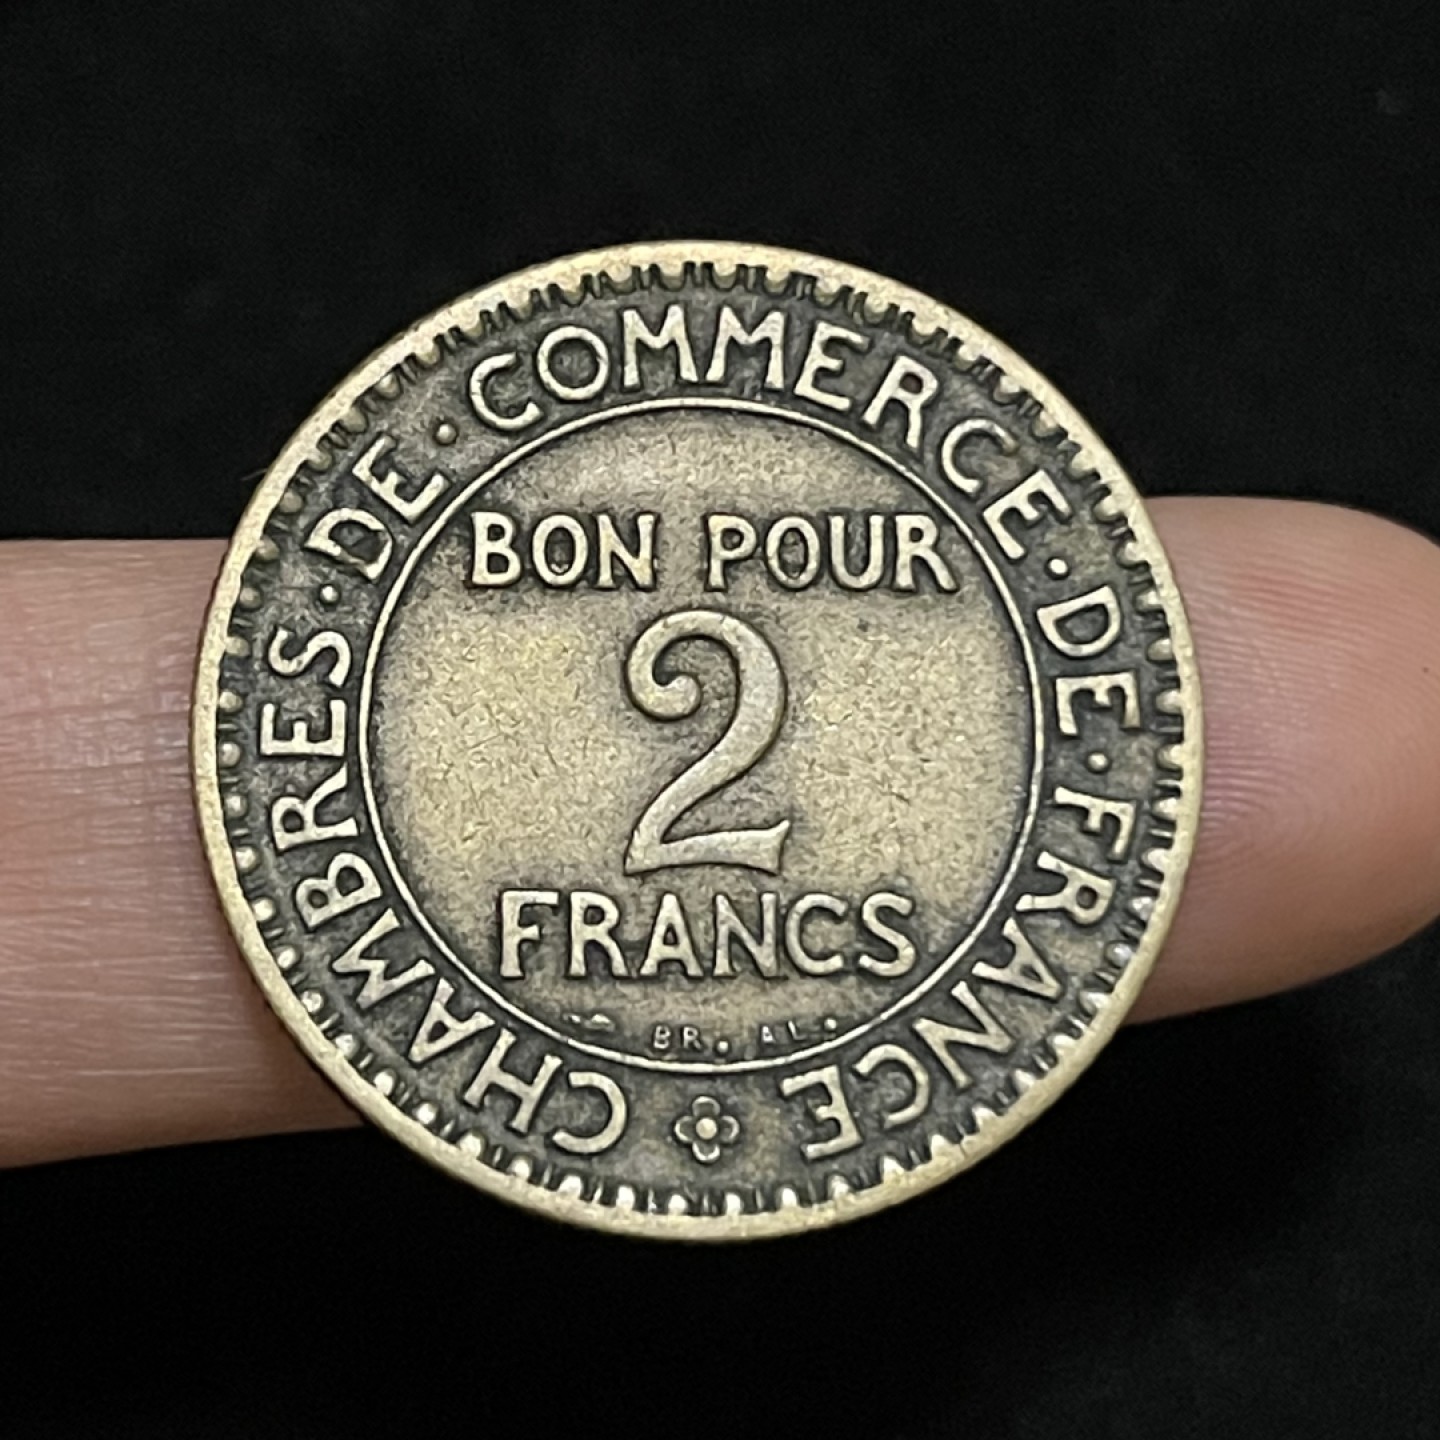 CHAMBRES·DE·COMMERCE·DE·FRANCE
BON POUR
2
FRANCS
BR. AL.